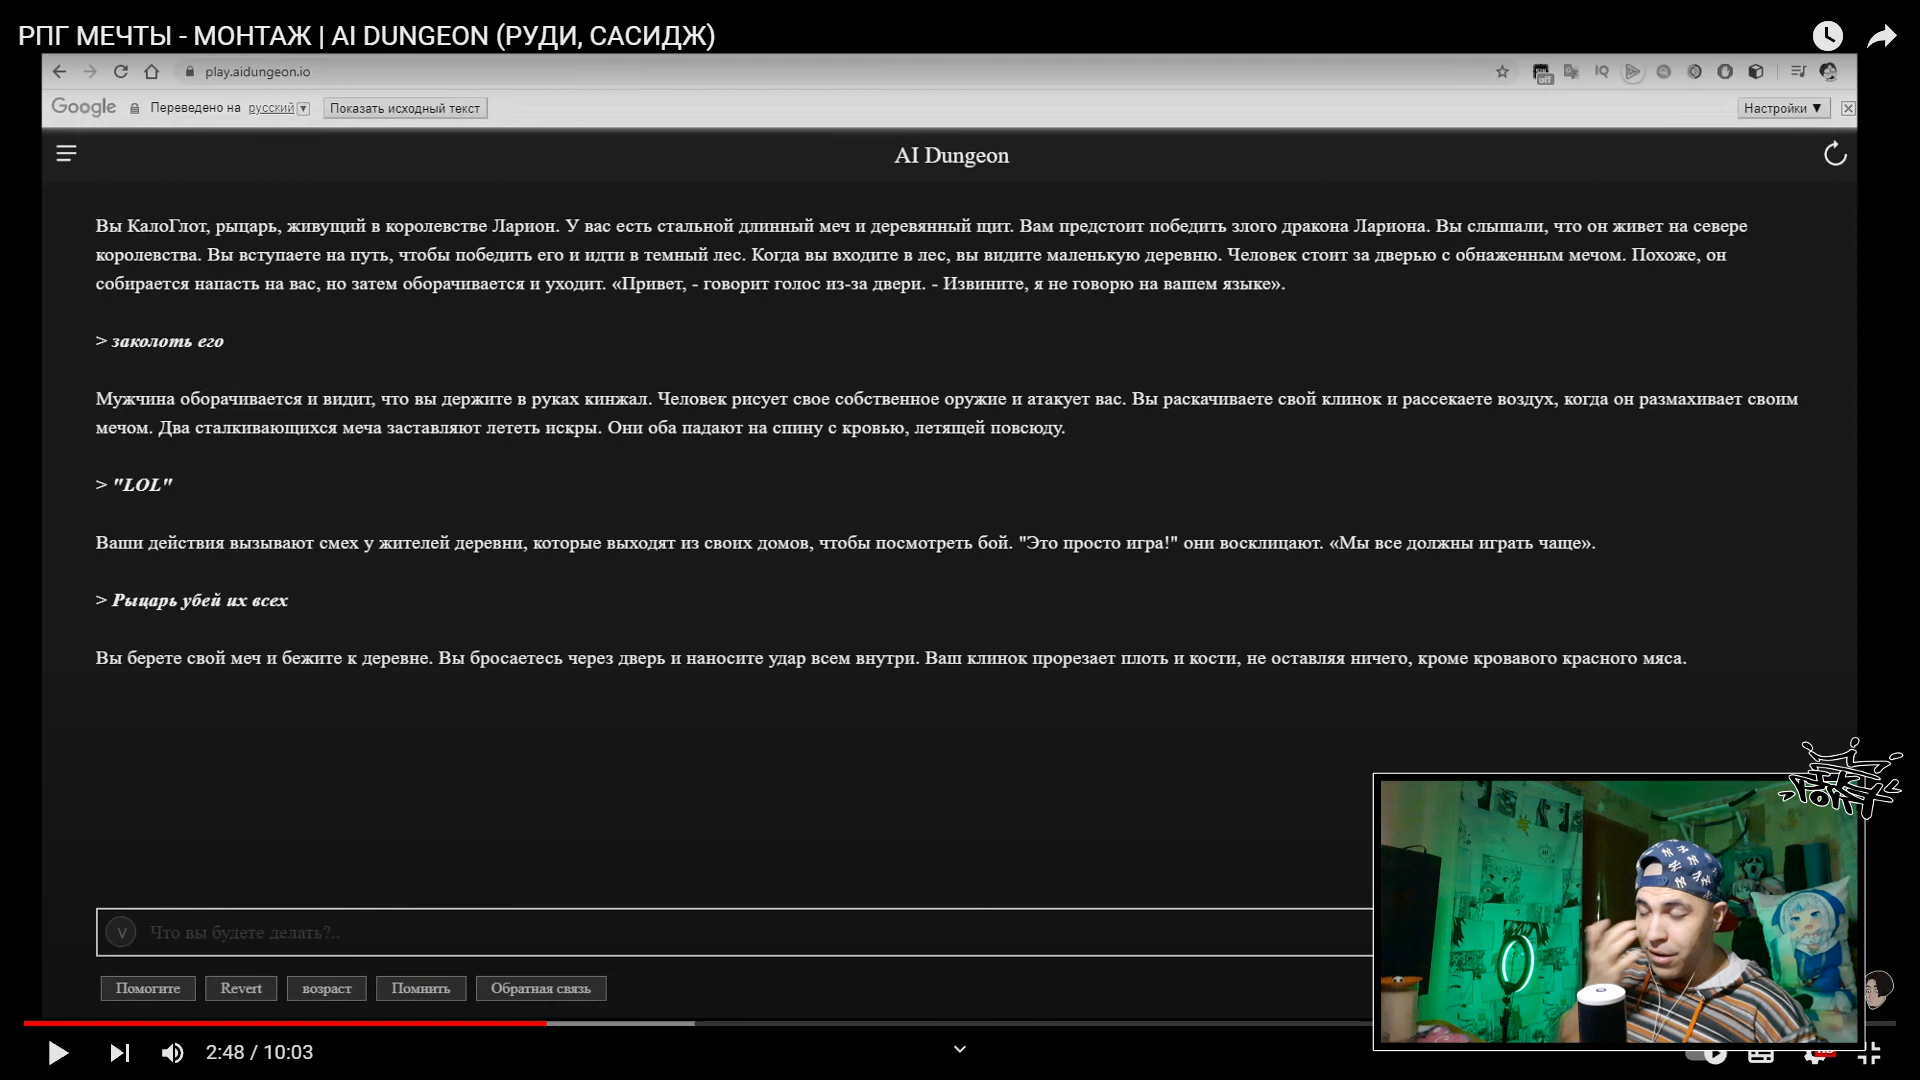 РПГ МЕЧТЫ - МОНТАЖ | AI DUNGEON (РУДИ, САСИДЖ)
play.aidungeon.io
off
IQ
Google Переведено на русский Показать исходный текст Настройки
AI Dungeon
Вы КалоГлот, рыцарь, живущий в королевстве Ларион. У вас есть стальной длинный меч и деревянный щит. Вам предстоит победить злого дракона Лариона. Вы слышали, что он живет на севере
королевства. Вы вступаете на путь, чтобы победить его и идти в темный лес. Когда вы входите в лес, вы видите маленькую деревню. Человек стоит за дверью с обнаженным мечом. Похоже, он
собирается напасть на вас, но затем оборачивается и уходит. «Привет, - говорит голос из-за двери. - Извините, я не говорю на вашем языке».
> заколоть его
Мужчина оборачивается и видит, что вы держите в руках кинжал. Человек рисует свое собственное оружие и атакует вас. Вы раскачиваете свой клинок и рассекаете воздух, когда он размахивает своим
мечом. Два сталкивающихся меча заставляют лететь искры. Они оба падают на спину с кровью, летящей повсюду.
> "LOL"
Ваши действия вызывают смех у жителей деревни, которые выходят из своих домов, чтобы посмотреть бой. "Это просто игра!" они восклицают. «Мы все должны играть чаще».
> Рыцарь убей их всех
Вы берете свой меч и бежите к деревне. Вы бросаетесь через дверь и наносите удар всем внутри. Ваш клинок прорезает плоть и кости, не оставляя ничего, кроме кровавого красного мяса.
V Что вы будете делать?..
Помогите Revert возраст Помнить Обратная связь
2:48 / 10:03
HD